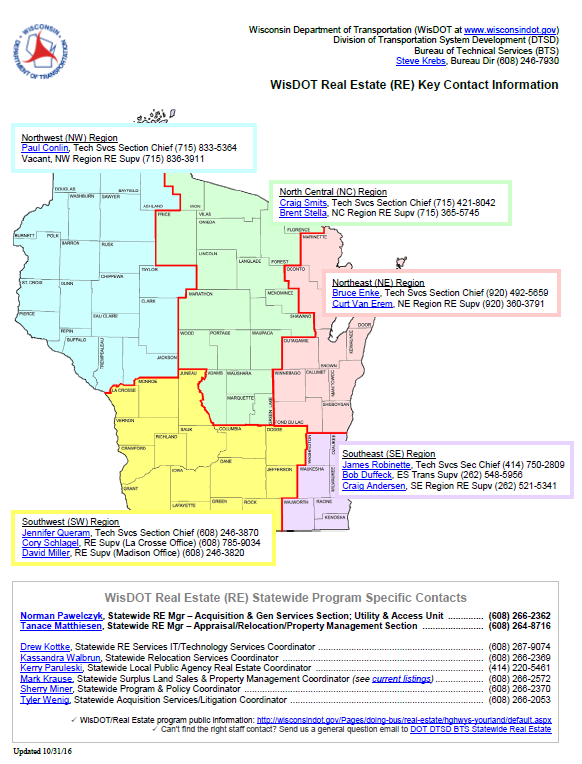 WISCONSIN
DEPARTMENT OF TRANSPORTATION
Wisconsin Department of Transportation (WisDOT at www.wisconsindot.gov)
Division of Transportation System Development (DTSD)
Bureau of Technical Services (BTS)
Steve Krebs, Bureau Dir (608) 246-7930
WisDOT Real Estate (RE) Key Contact Information
Northwest (NW) Region
Paul Conlin, Tech Svcs Section Chief (715) 833-5364
Vacant, NW Region RE Supv (715) 836-3911
North Central (NC) Region
Craig Smits, Tech Svcs Section Chief (715) 421-8042
Brent Stella, NC Region RE Supv (715) 365-5745
Northeast (NE) Region
Bruce Enke, Tech Svcs Section Chief (920) 492-5659
Curt Van Erem, NE Region RE Supv (920) 360-3791
Southeast (SE) Region
James Robinette, Tech Svcs Sec Chief (414) 750-2809
Bob Duffeck, ES Trans Supv (262) 548-5956
Craig Andersen, SE Region RE Supv (262) 521-5341
Southwest (SW) Region
Jennifer Queram, Tech Svcs Section Chief (608) 246-3870
Cory Schlagel, RE Supv (La Crosse Office) (608) 785-9034
David Miller, RE Supv (Madison Office) (608) 246-3820
DOUGLAS
BAYFIELD
WASHBURN
SAWYER
ASHLAND
IRON
PRICE
VILAS
ONEIDA
FLORENCE
MARINETTE
BURNETT
POLK
BARRON
RUSK
LINCOLN
LANGLADE
FOREST
OCONTO
ST. CROIX
DUNN
CHIPPEWA
TAYLOR
MARATHON
MENOMINEE
SHAWANO
CLARK
PIERCE
EAU CLAIRE
PEPIN
BUFFALO
TREMPEALEAU
JACKSON
WOOD
PORTAGE
WAUPACA
OUTAGAMIE
BROWN
KEWAUNEE
DOOR
MONROE
JUNEAU
ADAMS
WAUSHARA
WINNEBAGO
CALUMET
MANITOWOC
LA CROSSE
MARQUETTE
GREEN LAKE
FOND DU LAC
SHEBOYGAN
VERNON
SAUK
COLUMBIA
DODGE
WASHINGTON
OZAUKEE
CRAWFORD
RICHLAND
DANE
IOWA
JEFFERSON
WAUKESHA
MILWAUKEE
GRANT
LAFAYETTE
GREEN
ROCK
WALWORTH
RACINE
KENOSHA
WisDOT Real Estate (RE) Statewide Program Specific Contacts
Norman Pawelczyk, Statewide RE Mgr – Acquisition & Gen Services Section; Utility & Access Unit .............. (608) 266-2362
Tanace Matthiesen, Statewide RE Mgr – Appraisal/Relocation/Property Management Section ........................ (608) 264-8716
Drew Kottke, Statewide RE Services IT/Technology Services Coordinator ........................ (608) 267-9074
Kassandra Walbrun, Statewide Relocation Services Coordinator ........................ (608) 266-2369
Kerry Paruleski, Statewide Local Public Agency Real Estate Coordinator ........................ (414) 220-5461
Mark Krause, Statewide Surplus Land Sales & Property Management Coordinator (see current listings) ........................ (608) 266-2572
Sherry Miner, Statewide Program & Policy Coordinator ........................ (608) 266-2370
Tyler Wenig, Statewide Acquisition Services/Litigation Coordinator ........................ (608) 266-2053
✓ WisDOT/Real Estate program public information: http://wisconsindot.gov/Pages/doing-bus/real-estate/hghwys-yourland/default.aspx
✓ Can't find the right staff contact? Send us a general question email to DOT DTSD BTS Statewide Real Estate
Updated 10/31/16